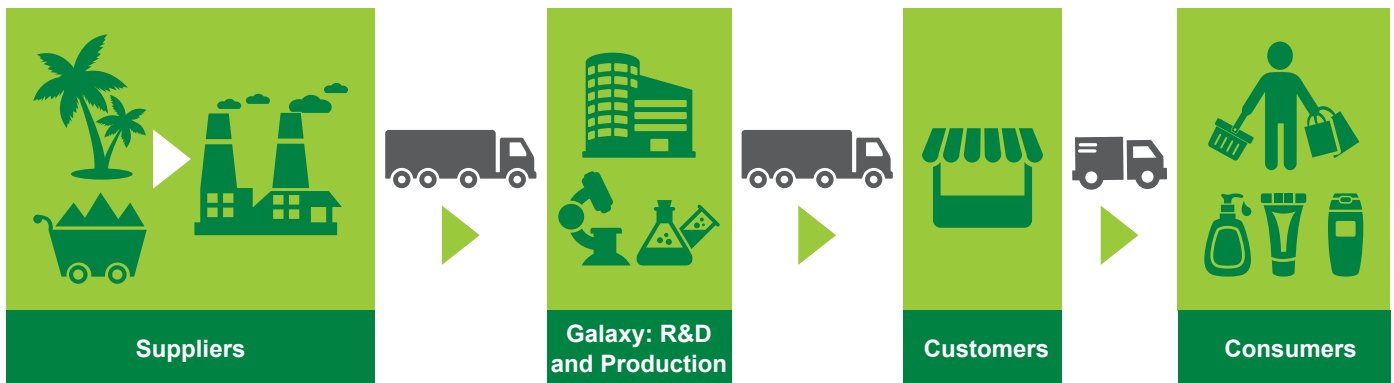 Suppliers
Galaxy: R&D
and Production
Customers
Consumers